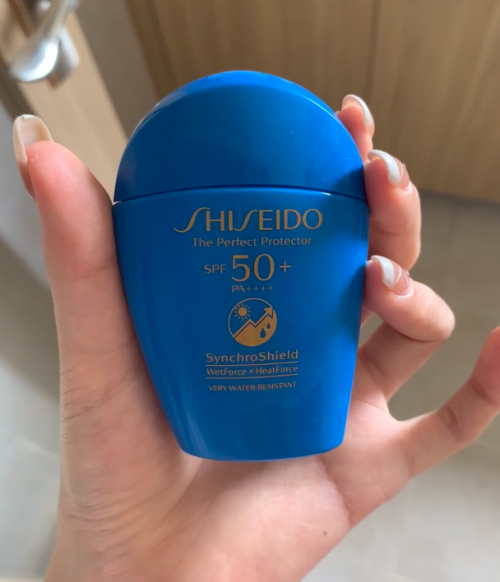 SHISEIDO
The Perfect Protector
SPF 50+
PA++++
SynchroShield
WetForce × HeatForce
VERY WATER-RESISTANT